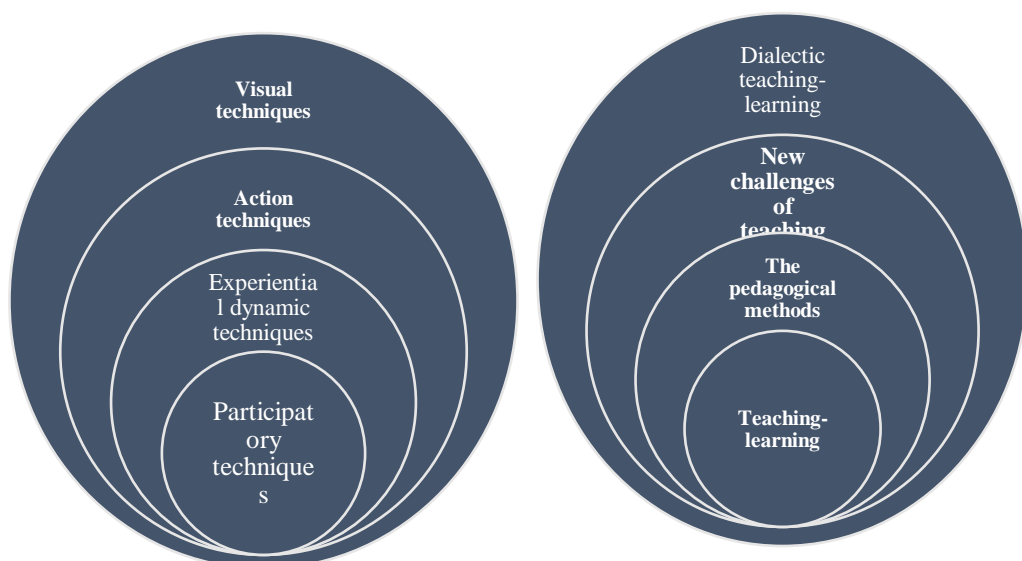 Visual
techniques
Action
techniques
Experientia
l dynamic
techniques
Participat
ory
technique
s
Dialectic
teaching-
learning
New
challenges
of
teaching
The
pedagogical
methods
Teaching-
learning